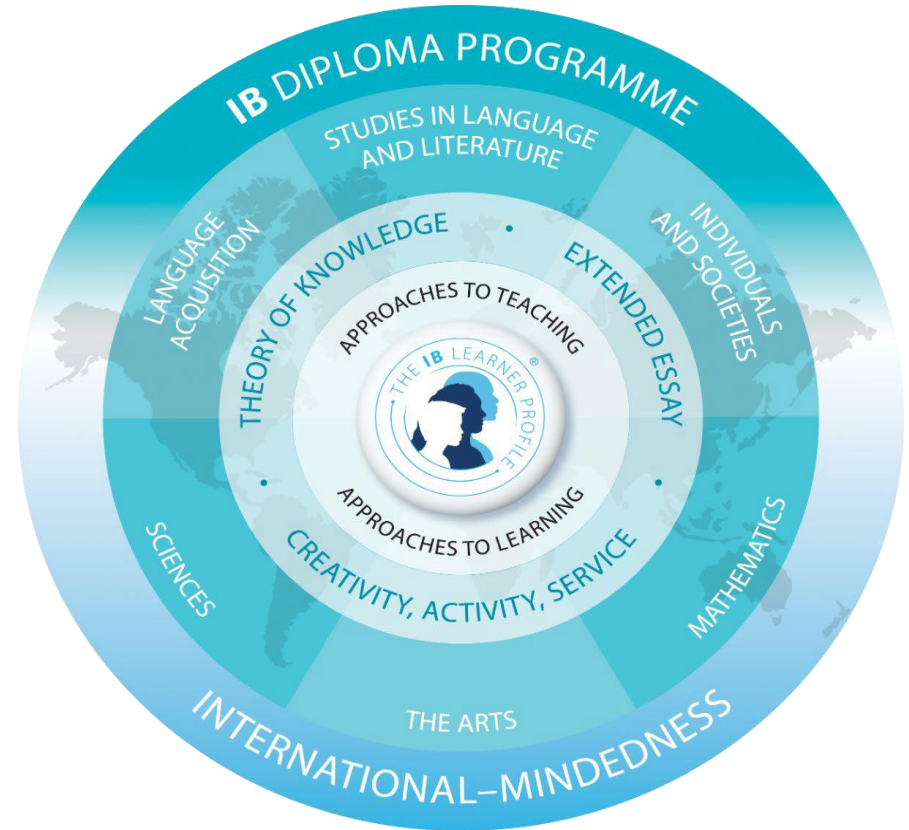 IB DIPLOMA PROGRAMME
STUDIES IN LANGUAGE
AND LITERATURE
LANGUAGE
ACQUISITION
INDIVIDUALS
AND SOCIETIES
THEORY OF KNOWLEDGE
•
EXTENDED ESSAY
APPROACHES TO TEACHING
• THE IB LEARNER PROFILE • ®
APPROACHES TO LEARNING
•
CREATIVITY, ACTIVITY, SERVICE
•
SCIENCES
MATHEMATICS
THE ARTS
INTERNATIONAL–MINDEDNESS